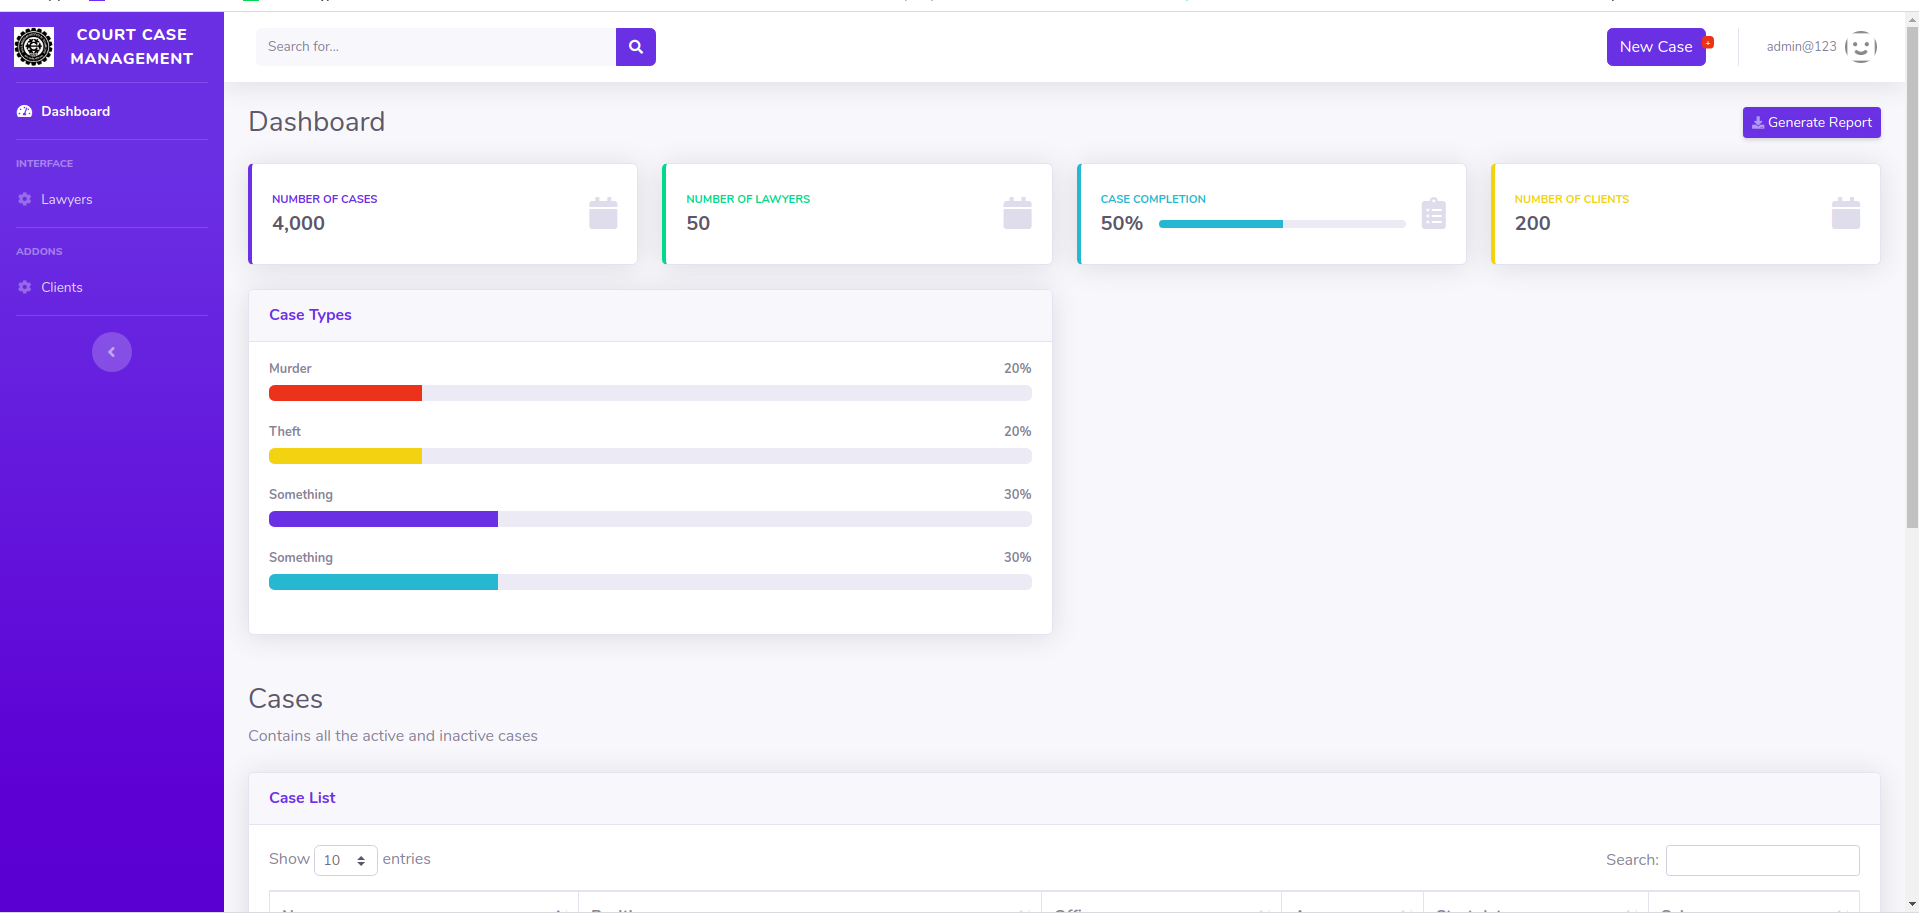 COURT CASE
MANAGEMENT
Search for...
New Case
admin@123
Dashboard
INTERFACE
Lawyers
ADDONS
Clients
Dashboard
Generate Report
NUMBER OF CASES
4,000
NUMBER OF LAWYERS
50
CASE COMPLETION
50%
NUMBER OF CLIENTS
200
Case Types
Murder 20%
Theft 20%
Something 30%
Something 30%
Cases
Contains all the active and inactive cases
Case List
Show 10 entries
Search: